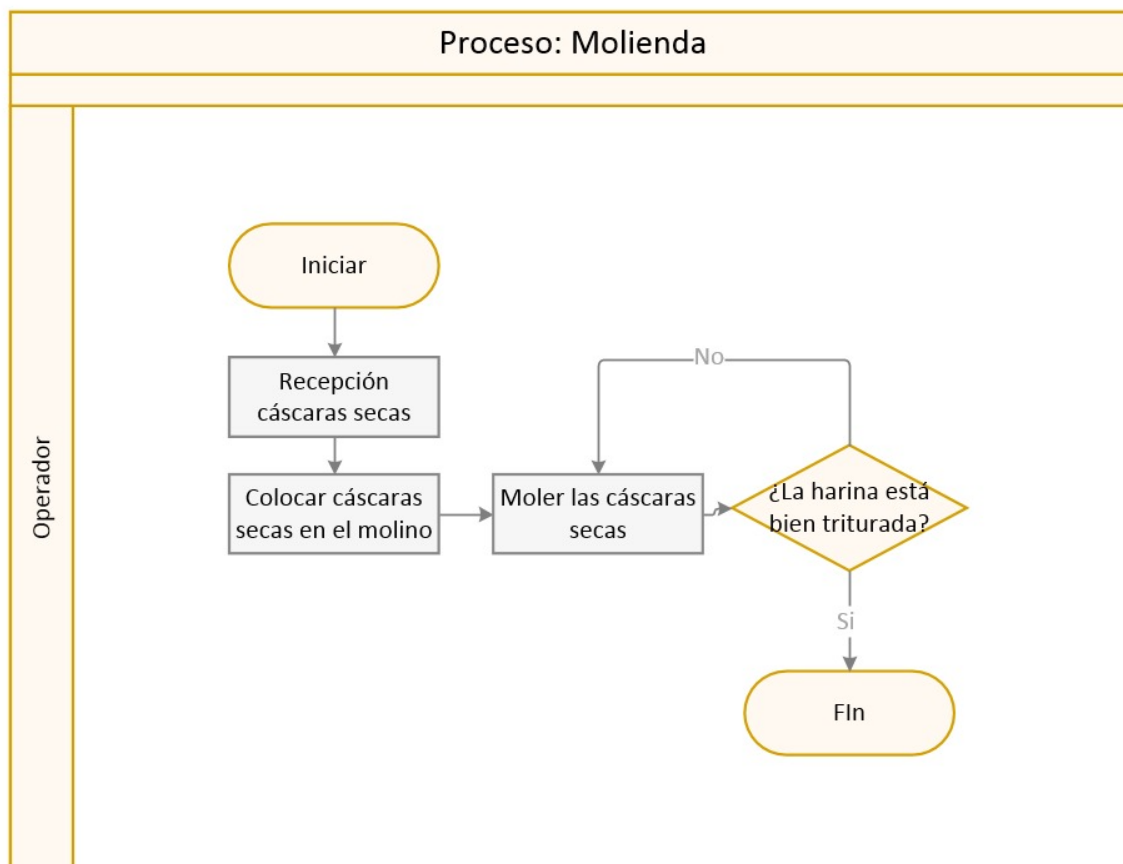 Proceso: Molienda
Operador
Iniciar
Recepción
cáscaras secas
Colocar cáscaras
secas en el molino
Moler las cáscaras
secas
No
¿La harina está
bien triturada?
Si
FIn